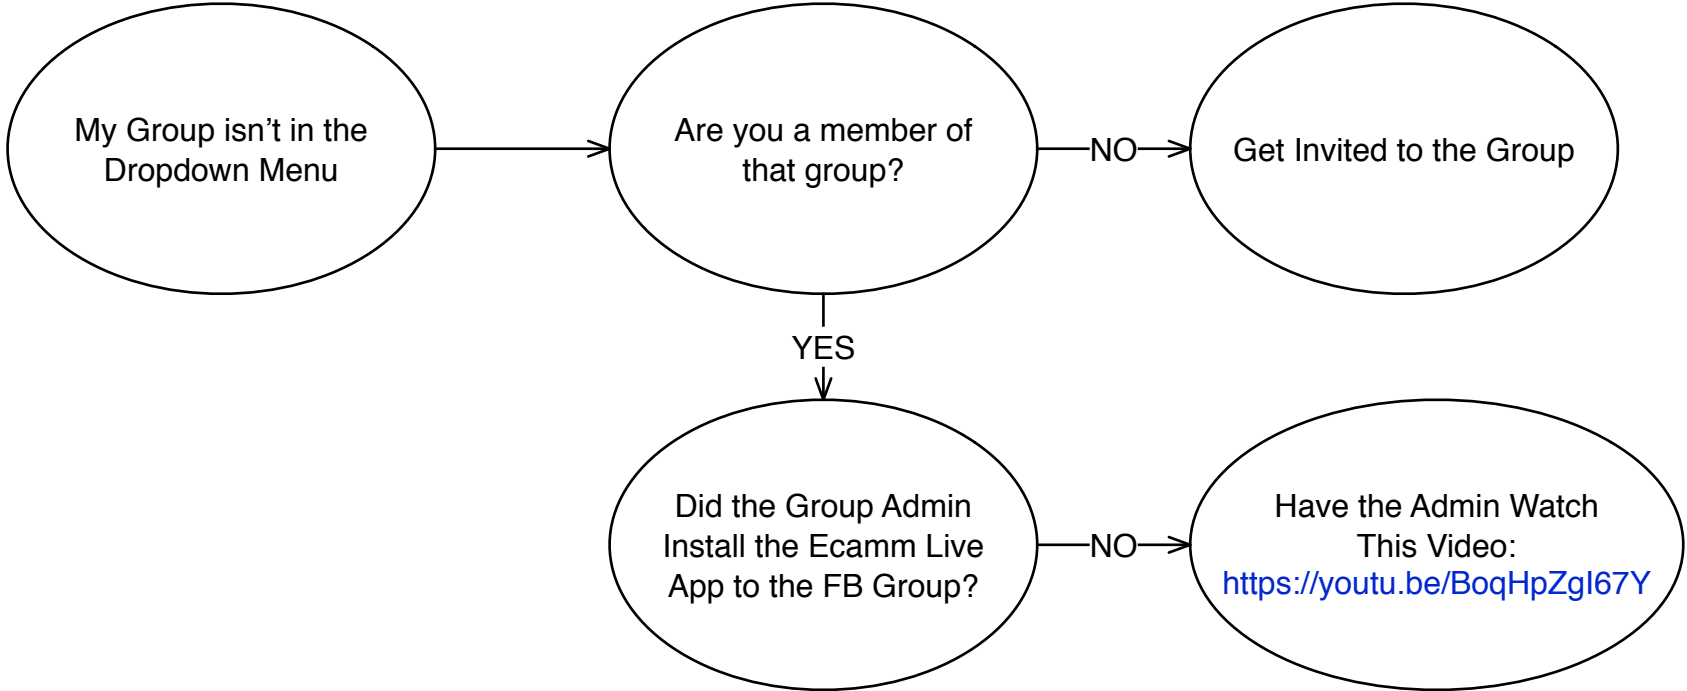 My Group isn’t in the
Dropdown Menu
Are you a member of
that group?
NO
Get Invited to the Group
YES
Did the Group Admin
Install the Ecamm Live
App to the FB Group?
NO
Have the Admin Watch
This Video:
https://youtu.be/BoqHpZgI67Y